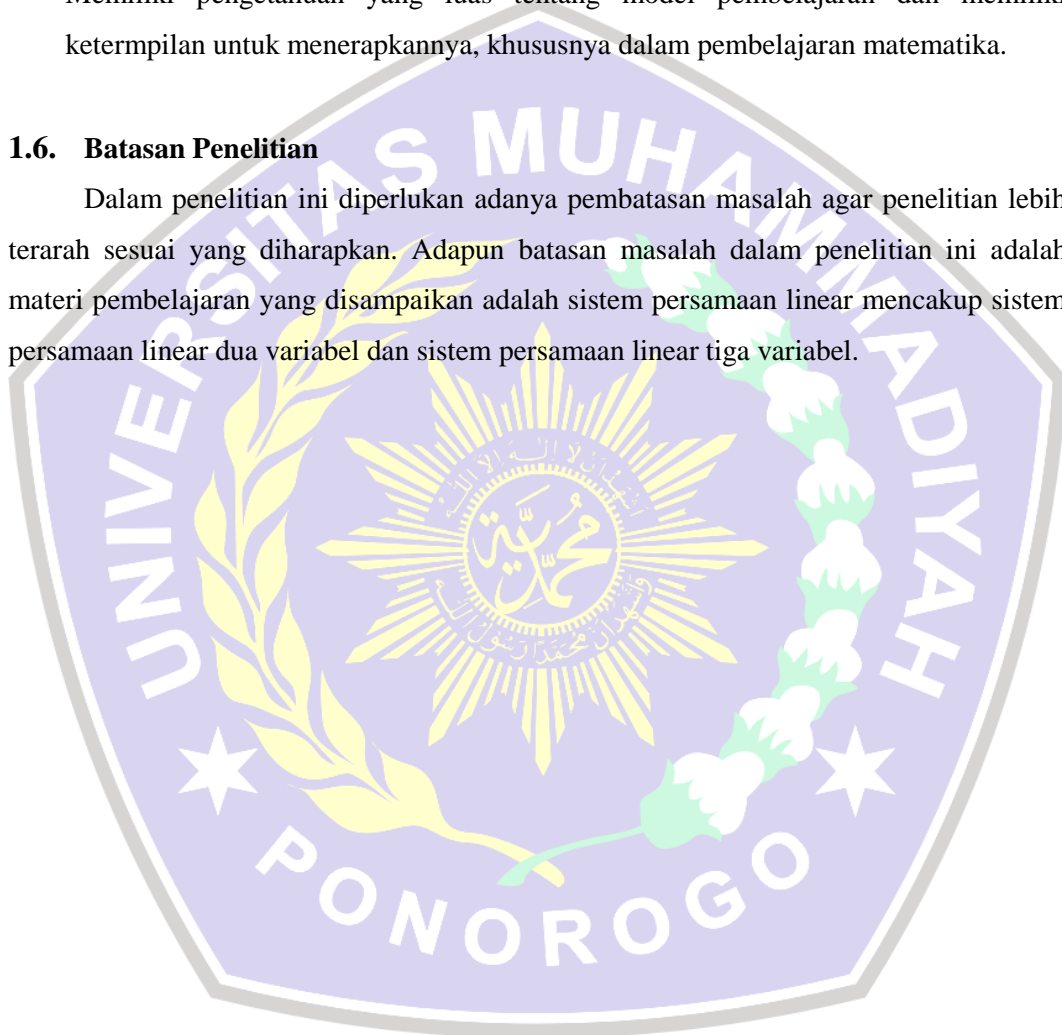 Memiliki pengetahuan yang luas tentang model pembelajaran dan memiliki
ketermpilan untuk menerapkannya, khususnya dalam pembelajaran matematika.
1.6. Batasan Penelitian
Dalam penelitian ini diperlukan adanya pembatasan masalah agar penelitian lebih
terarah sesuai yang diharapkan. Adapun batasan masalah dalam penelitian ini adalah
materi pembelajaran yang disampaikan adalah sistem persamaan linear mencakup sistem
persamaan linear dua variabel dan sistem persamaan linear tiga variabel.
UNIVERSITAS MUHAMMADIYAH
PONOROGO
محمدية